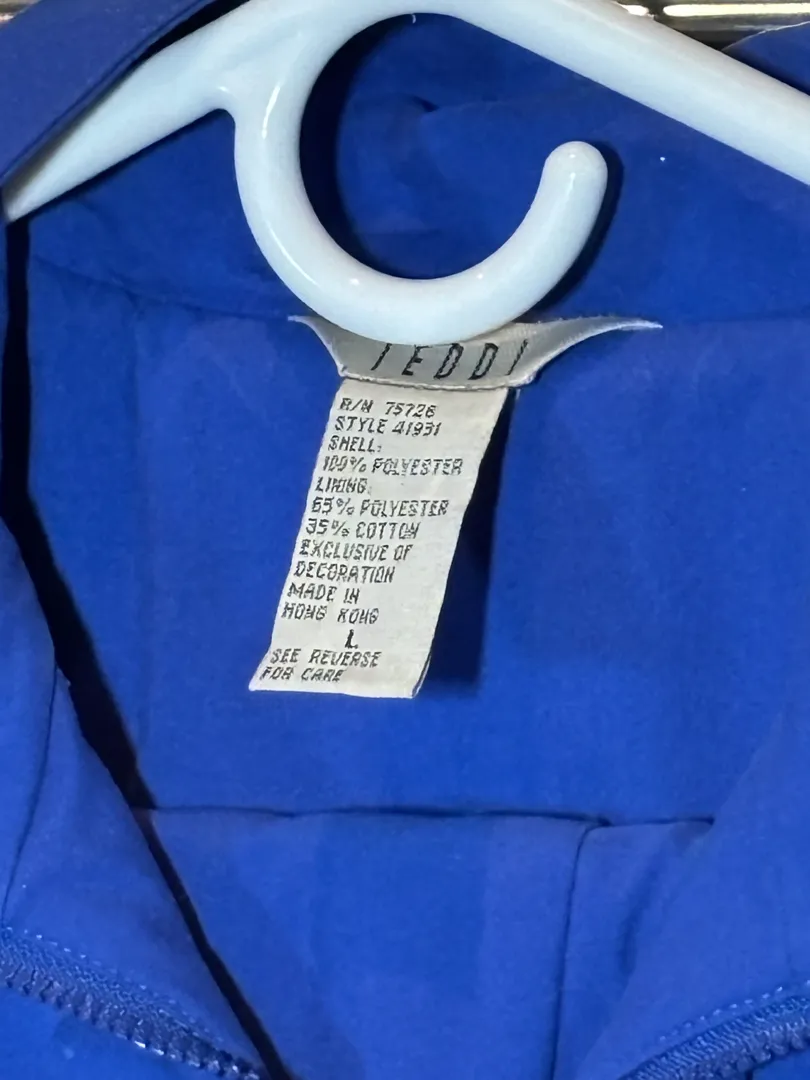 TEDDI
R/N 75726
STYLE 41931
SHELL:
100% POLYESTER
LINING:
65% POLYESTER
35% COTTON
EXCLUSIVE OF
DECORATION
MADE IN
HONG KONG
L
SEE REVERSE
FOR CARE